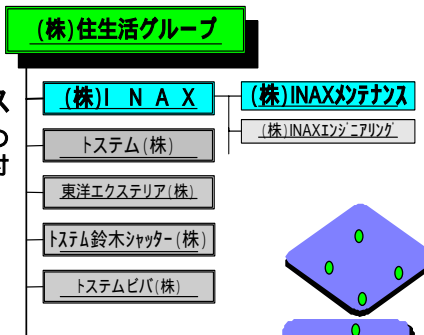 (株)住生活グループ
(株)I N A X
(株)INAXメンテナンス
(株)INAXエンジニアリング
ス
の
付
トステム(株)
東洋エクステリア(株)
トステム鈴木シャッター(株)
トステムビバ(株)